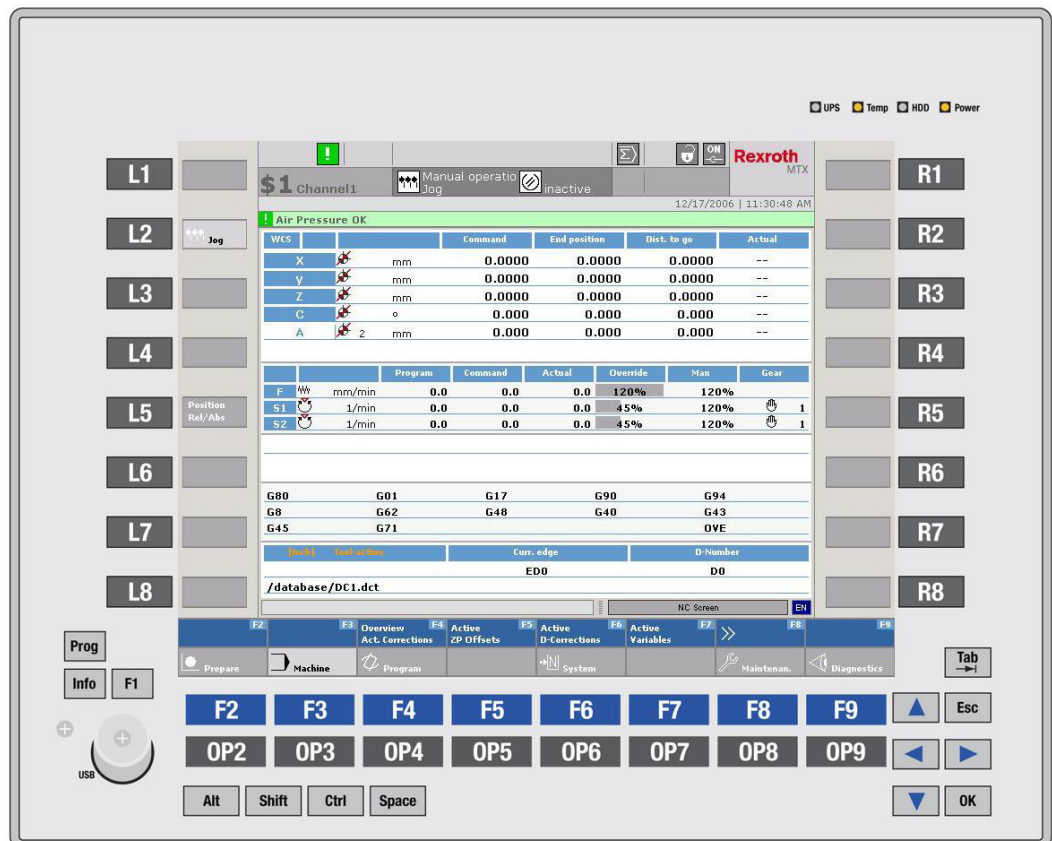 UPS Temp HDD Power
L1 R1
Rexroth
MTX
$1 Channel1 Manual operatio Jog inactive ON
12/17/2006 | 11:30:48 AM
! Air Pressure OK
L2 Jog R2
WCS Command End position Dist. to go Actual
X mm 0.0000 0.0000 0.0000 --
y mm 0.0000 0.0000 0.0000 --
Z mm 0.0000 0.0000 0.0000 --
L3 R3
C ° 0.000 0.000 0.000 --
A 2 mm 0.000 0.000 0.000 --
L4 R4
Program Command Actual Override Max Gear
F mm/min 0.0 0.0 0.0 120% 120%
L5 Position Rel/Abs R5
S1 1/min 0.0 0.0 0.0 45% 120% 1
S2 1/min 0.0 0.0 0.0 45% 120% 1
L6 R6
G80 G01 G17 G90 G94
G8 G62 G48 G40 G43
G45 G71 OVE
L7 R7
[inch] Tool-active Curr. edge D-Number
ED0 D0
/database/DC1.dct
L8 R8
NC Screen EN
F2 F3 F4 F5 F6 F7 F8 F9
Overview Act. Corrections Active ZP Offsets Active D-Corrections Active Variables >>
Prepare Machine Program System Maintenan. Diagnostics
Prog
Tab
Info F1
F2 F3 F4 F5 F6 F7 F8 F9 Esc
OP2 OP3 OP4 OP5 OP6 OP7 OP8 OP9
USB
Alt Shift Ctrl Space OK